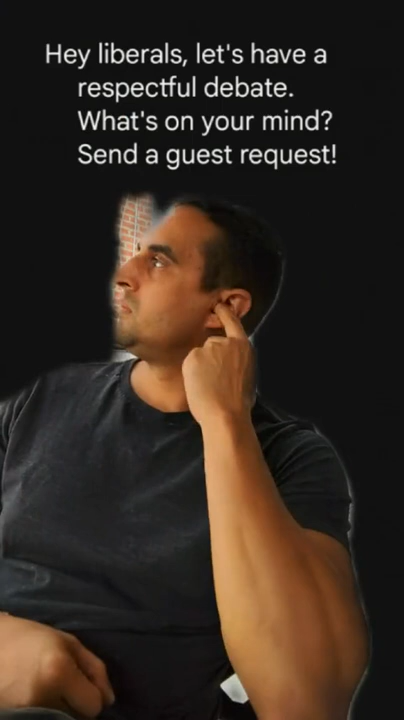 Hey liberals, let's have a
respectful debate.
What's on your mind?
Send a guest request!